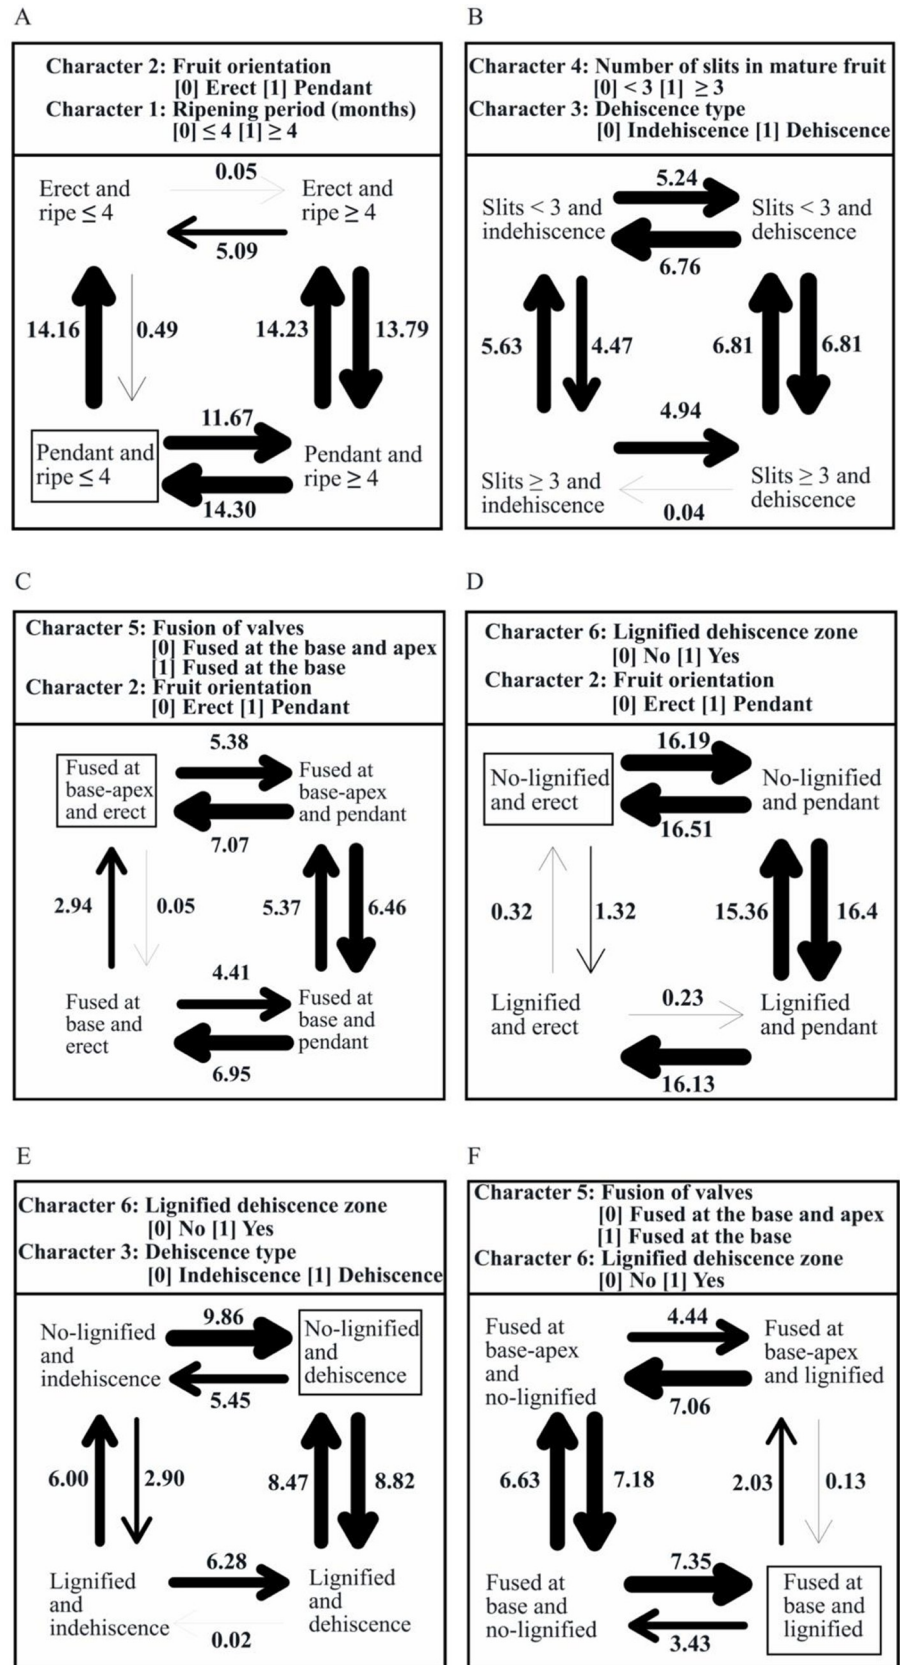 A
Character 2: Fruit orientation
[0] Erect [1] Pendant
Character 1: Ripening period (months)
[0] ≤ 4 [1] ≥ 4
0.05
Erect and
ripe ≤ 4
Erect and
ripe ≥ 4
5.09
14.16
0.49
14.23
13.79
11.67
Pendant and
ripe ≤ 4
Pendant and
ripe ≥ 4
14.30
B
Character 4: Number of slits in mature fruit
[0] < 3 [1] ≥ 3
Character 3: Dehiscence type
[0] Indehiscence [1] Dehiscence
5.24
Slits < 3 and
indehiscence
Slits < 3 and
dehiscence
6.76
5.63
4.47
6.81
6.81
4.94
Slits ≥ 3 and
indehiscence
Slits ≥ 3 and
dehiscence
0.04
C
Character 5: Fusion of valves
[0] Fused at the base and apex
[1] Fused at the base
Character 2: Fruit orientation
[0] Erect [1] Pendant
5.38
Fused at
base-apex
and erect
Fused at
base-apex
and pendant
7.07
2.94
0.05
5.37
6.46
4.41
Fused at
base and
erect
Fused at
base and
pendant
6.95
D
Character 6: Lignified dehiscence zone
[0] No [1] Yes
Character 2: Fruit orientation
[0] Erect [1] Pendant
16.19
No-lignified
and erect
No-lignified
and pendant
16.51
0.32
1.32
15.36
16.4
0.23
Lignified
and erect
Lignified
and pendant
16.13
E
Character 6: Lignified dehiscence zone
[0] No [1] Yes
Character 3: Dehiscence type
[0] Indehiscence [1] Dehiscence
9.86
No-lignified
and
indehiscence
No-lignified
and
dehiscence
5.45
6.00
2.90
8.47
8.82
6.28
Lignified
and
indehiscence
Lignified
and
dehiscence
0.02
F
Character 5: Fusion of valves
[0] Fused at the base and apex
[1] Fused at the base
Character 6: Lignified dehiscence zone
[0] No [1] Yes
4.44
Fused at
base-apex
and
no-lignified
Fused at
base-apex
and lignified
7.06
6.63
7.18
2.03
0.13
7.35
Fused at
base and
no-lignified
Fused at
base and
lignified
3.43